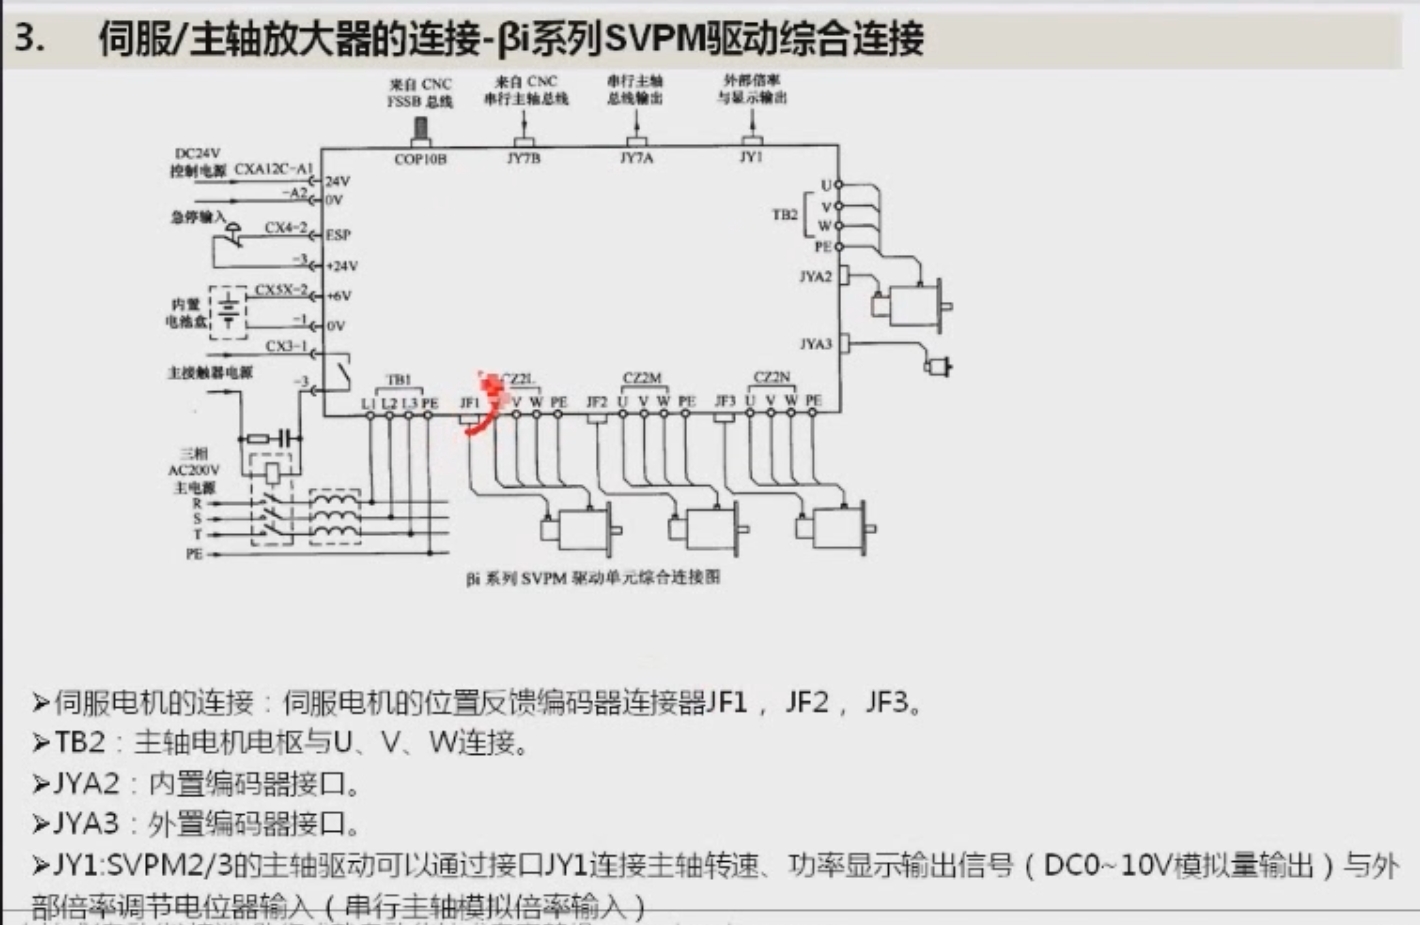 3. 伺服/主轴放大器的连接-βi系列SVPM驱动综合连接
来自 CNC
FSSB 总线
来自 CNC
串行主轴总线
串行主轴
总线输出
外部倍率
与显示输出
COP10B
JY7B
JY7A
JY1
DC24V
控制电源
CXA12C-A1
24V
-A2
0V
急停输入
CX4-2
ESP
-3
+24V
内置
电池盒
CX5X-2
+6V
-1
0V
CX3-1
主接触器电源
-3
TB2
U
V
W
PE
JYA2
JYA3
TB1
L1 L2 L3 PE
JF1
CZ2L
V W PE
JF2
CZ2M
U V W PE
JF3
CZ2N
U V W PE
三相
AC200V
主电源
R
S
T
PE
βi 系列 SVPM 驱动单元综合连接图
➢伺服电机的连接：伺服电机的位置反馈编码器连接器JF1，JF2，JF3。
➢TB2：主轴电机电枢与U、V、W连接。
➢JYA2：内置编码器接口。
➢JYA3：外置编码器接口。
➢JY1:SVPM2/3的主轴驱动可以通过接口JY1连接主轴转速、功率显示输出信号（DC0~10V模拟量输出）与外
部倍率调节电位器输入（串行主轴模拟倍率输入）